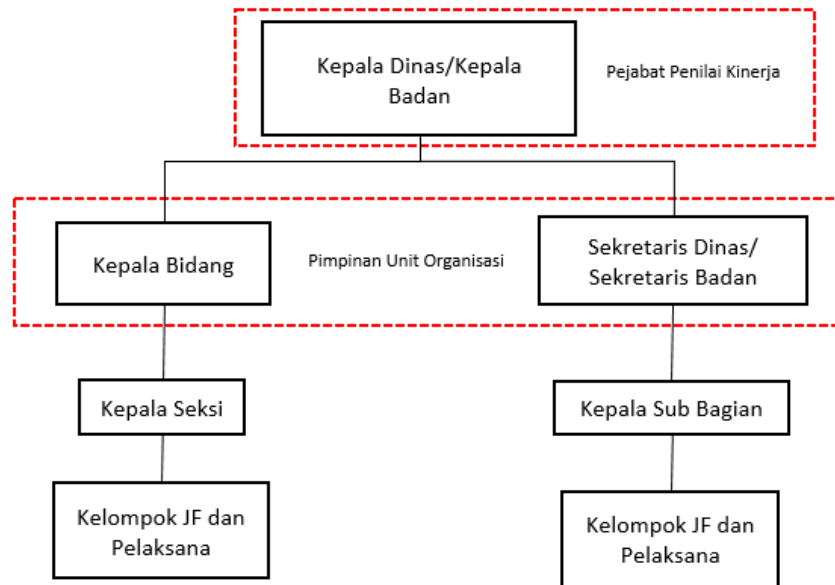 Kepala Dinas/Kepala
Badan
Pejabat Penilai Kinerja
Kepala Bidang
Pimpinan Unit Organisasi
Sekretaris Dinas/
Sekretaris Badan
Kepala Seksi
Kepala Sub Bagian
Kelompok JF dan
Pelaksana
Kelompok JF dan
Pelaksana